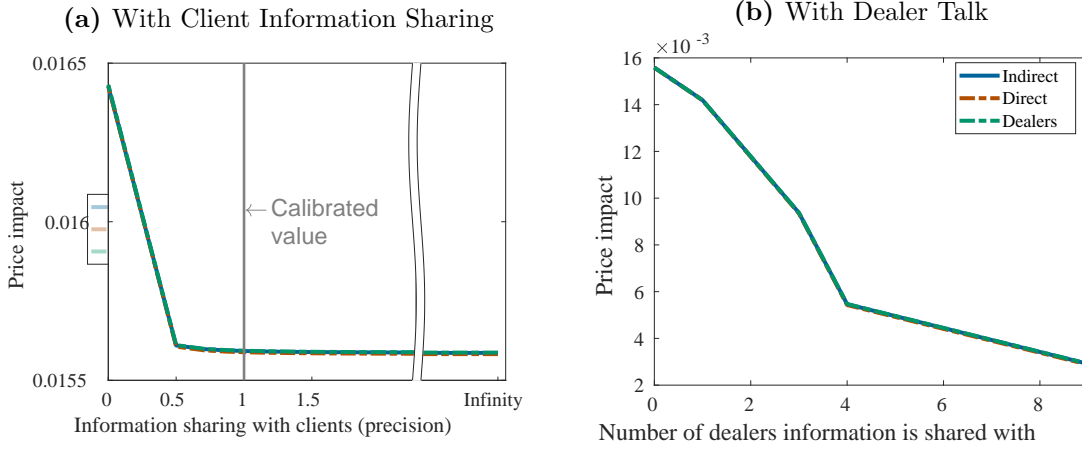 (a) With Client Information Sharing
0.0165
0.016
0.0155
Price impact
← Calibrated
value
0 0.5 1 1.5 Infinity
Information sharing with clients (precision)
(b) With Dealer Talk
×10 -3
16
14
12
10
8
6
4
2
Price impact
Indirect
Direct
Dealers
0 2 4 6 8
Number of dealers information is shared with